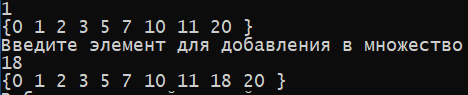 1
{0 1 2 3 5 7 10 11 20 }
Введите элемент для добавления в множество
18
{0 1 2 3 5 7 10 11 18 20 }